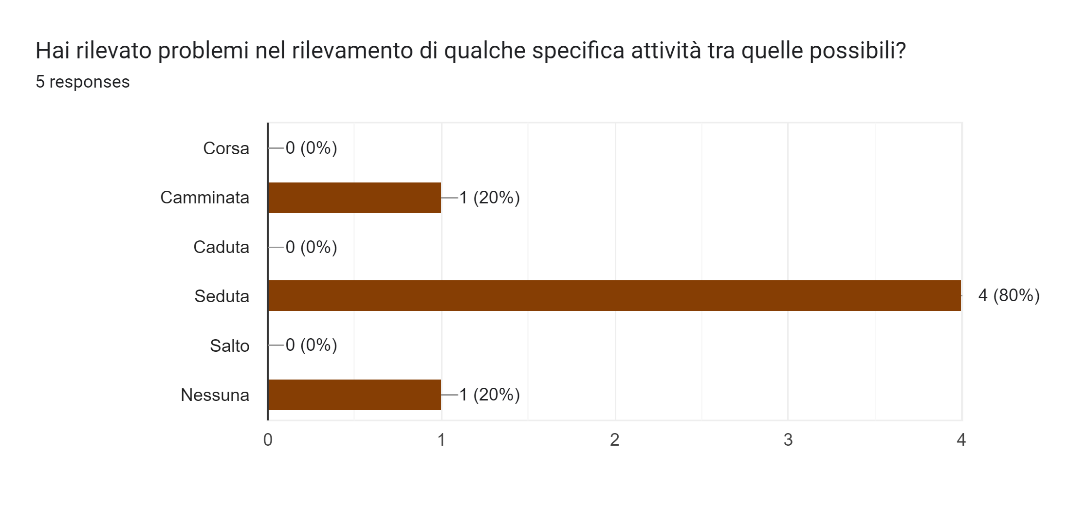 Hai rilevato problemi nel rilevamento di qualche specifica attività tra quelle possibili?
5 responses
Corsa 0 (0%)
Camminata 1 (20%)
Caduta 0 (0%)
Seduta 4 (80%)
Salto 0 (0%)
Nessuna 1 (20%)
0 1 2 3 4